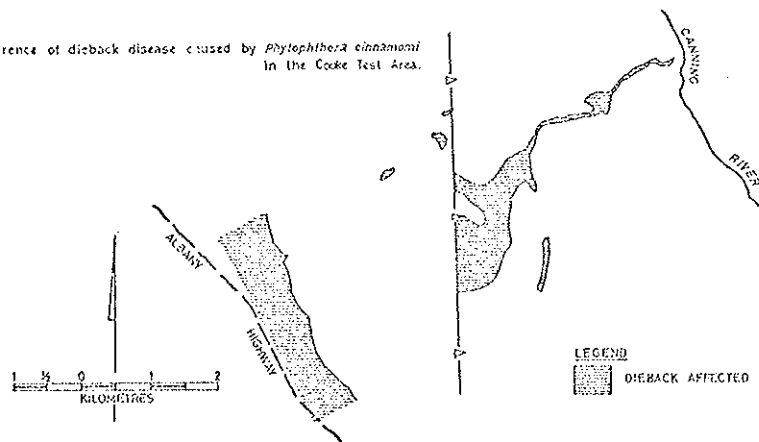 rence of dieback disease caused by Phytophthera cinnamomi
in the Cooke Test Area.
CANNING
RIVER
ALBANY
HIGHWAY
1 ½ 0 1 2
KILOMETRES
LEGEND
DIEBACK AFFECTED